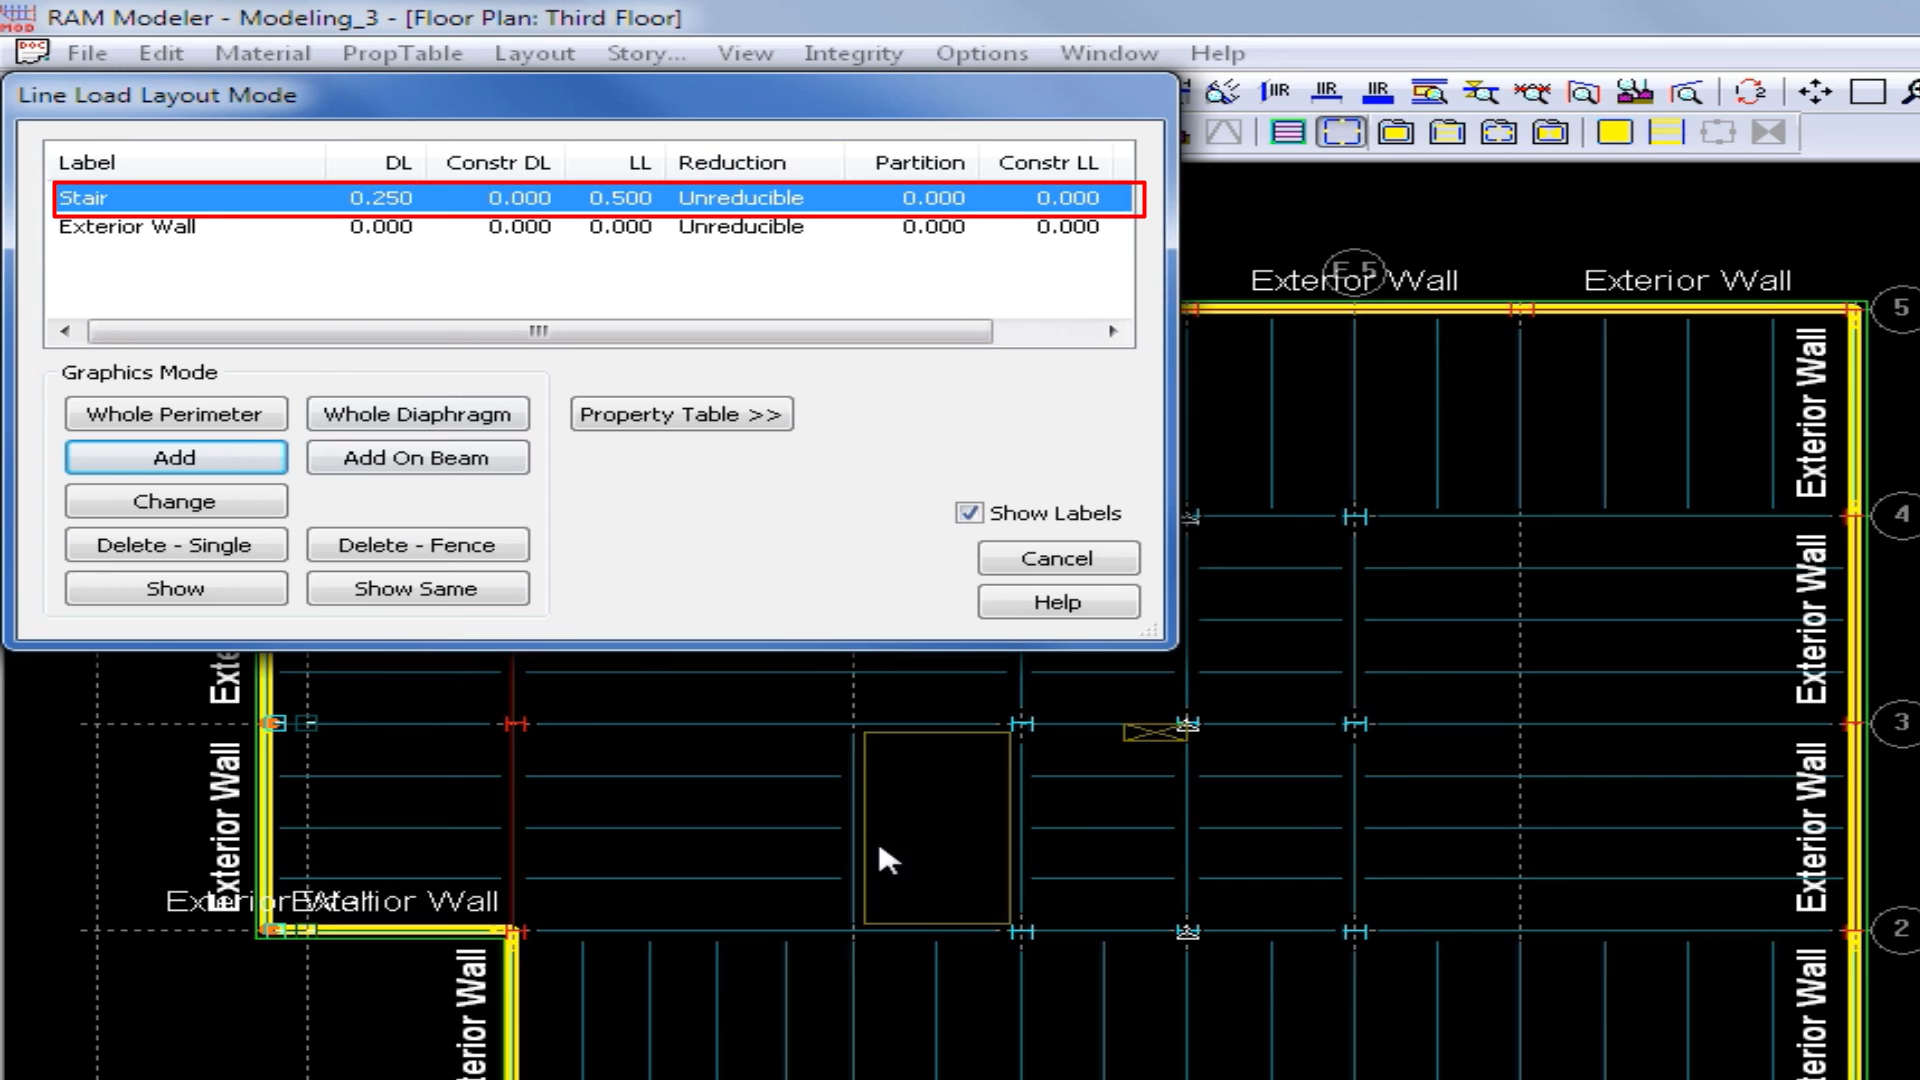 RAM Modeler - Modeling_3 - [Floor Plan: Third Floor]
File Edit Material PropTable Layout Story... View Integrity Options Window Help
Line Load Layout Mode
Label DL Constr DL LL Reduction Partition Constr LL
Stair 0.250 0.000 0.500 Unreducible 0.000 0.000
Exterior Wall 0.000 0.000 0.000 Unreducible 0.000 0.000
Graphics Mode
Whole Perimeter Whole Diaphragm Property Table >>
Add Add On Beam
Change
Show Labels
Delete - Single Delete - Fence
Cancel
Show Show Same
Help
Exterior Wall Exterior Wall
5
Exterior Wall
4
Exterior Wall
3
Exterior Wall
Exterior Wall
Exterior Wall
2